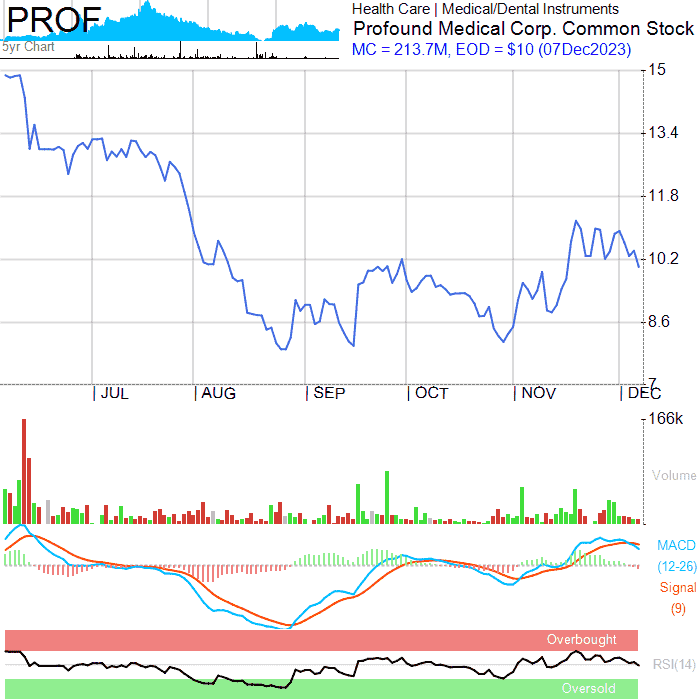 PROF
5yr Chart
Health Care | Medical/Dental Instruments
Profound Medical Corp. Common Stock
MC = 213.7M, EOD = $10 (07Dec2023)
15
13.4
11.8
10.2
8.6
7
JUL AUG SEP OCT NOV DEC
166k
Volume
MACD
(12-26)
Signal
(9)
Overbought
RSI(14)
Oversold